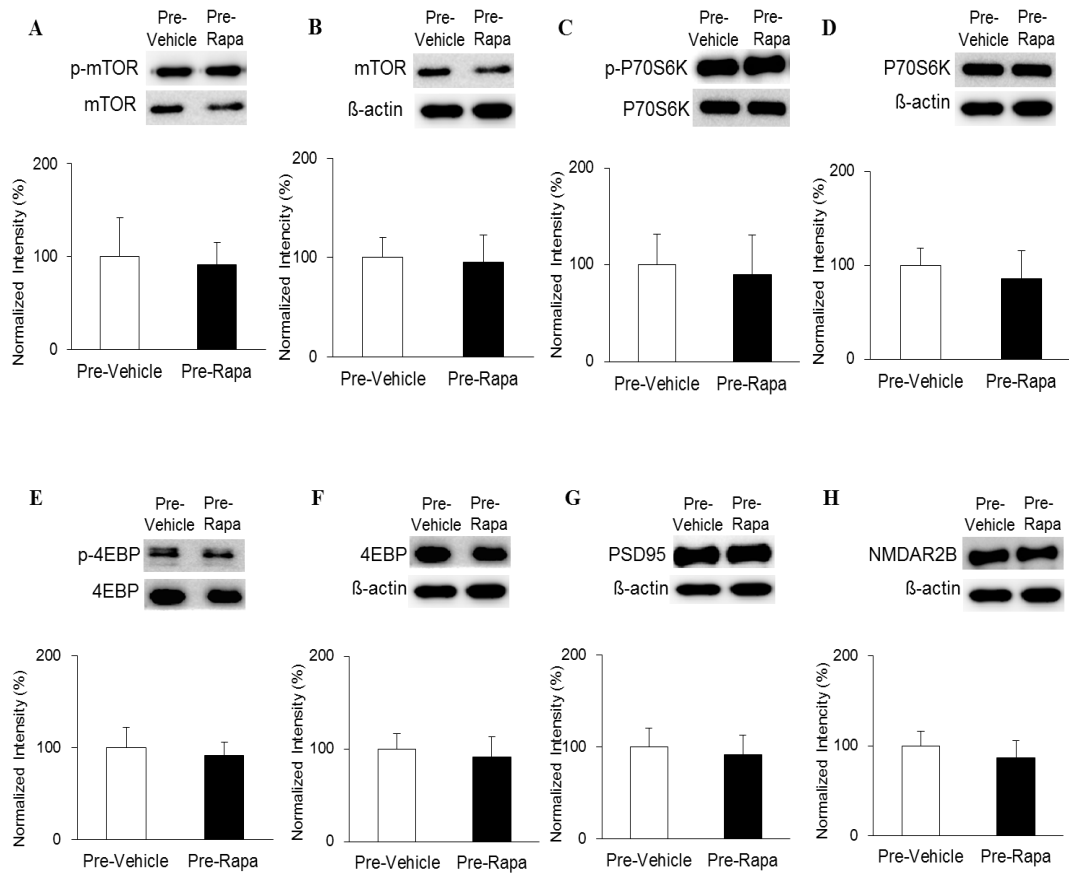 A
Pre-
Vehicle
Pre-
Rapa
p-mTOR
mTOR
Normalized Intensity (%)
200
100
0
Pre-Vehicle
Pre-Rapa
B
Pre-
Vehicle
Pre-
Rapa
mTOR
ß-actin
Normalized Intencity (%)
200
100
0
Pre-Vehicle
Pre-Rapa
C
Pre-
Vehicle
Pre-
Rapa
p-P70S6K
P70S6K
Normalized Intensity (%)
200
100
0
Pre-Vehicle
Pre-Rapa
D
Pre-
Vehicle
Pre-
Rapa
P70S6K
ß-actin
Normalized Intensity (%)
200
100
0
Pre-Vehicle
Pre-Rapa
E
Pre-
Vehicle
Pre-
Rapa
p-4EBP
4EBP
Normalized Intensity (%)
200
100
0
Pre-Vehicle
Pre-Rapa
F
Pre-
Vehicle
Pre-
Rapa
4EBP
ß-actin
Normalized Intensity (%)
200
100
0
Pre-Vehicle
Pre-Rapa
G
Pre-
Vehicle
Pre-
Rapa
PSD95
ß-actin
Normalized Intensity (%)
200
100
0
Pre-Vehicle
Pre-Rapa
H
Pre-
Vehicle
Pre-
Rapa
NMDAR2B
ß-actin
Normalized Intencity (%)
200
100
0
Pre-Vehicle
Pre-Rapa